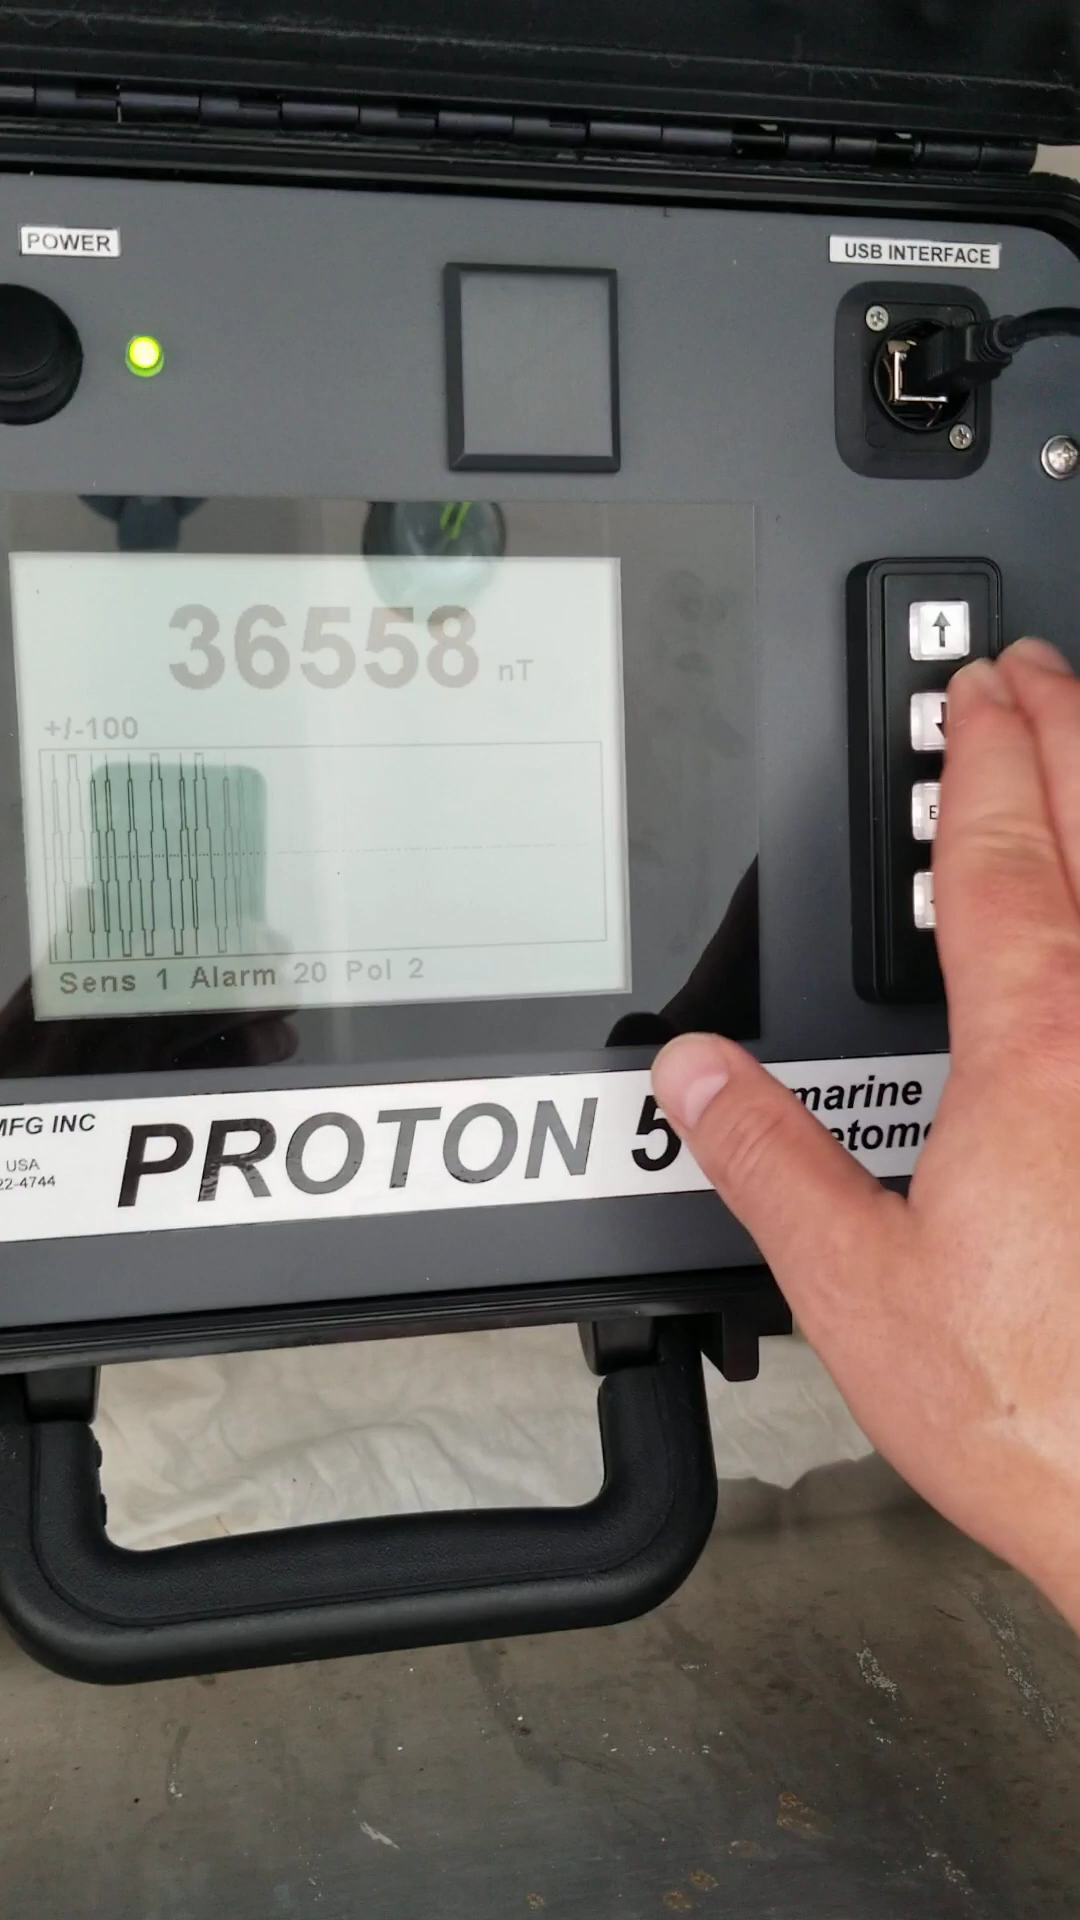 POWER
USB INTERFACE
36558 nT
+/-100
Sens 1 Alarm 20 Pol 2
MFG INC
USA
22-4744
PROTON 5
marine
etom